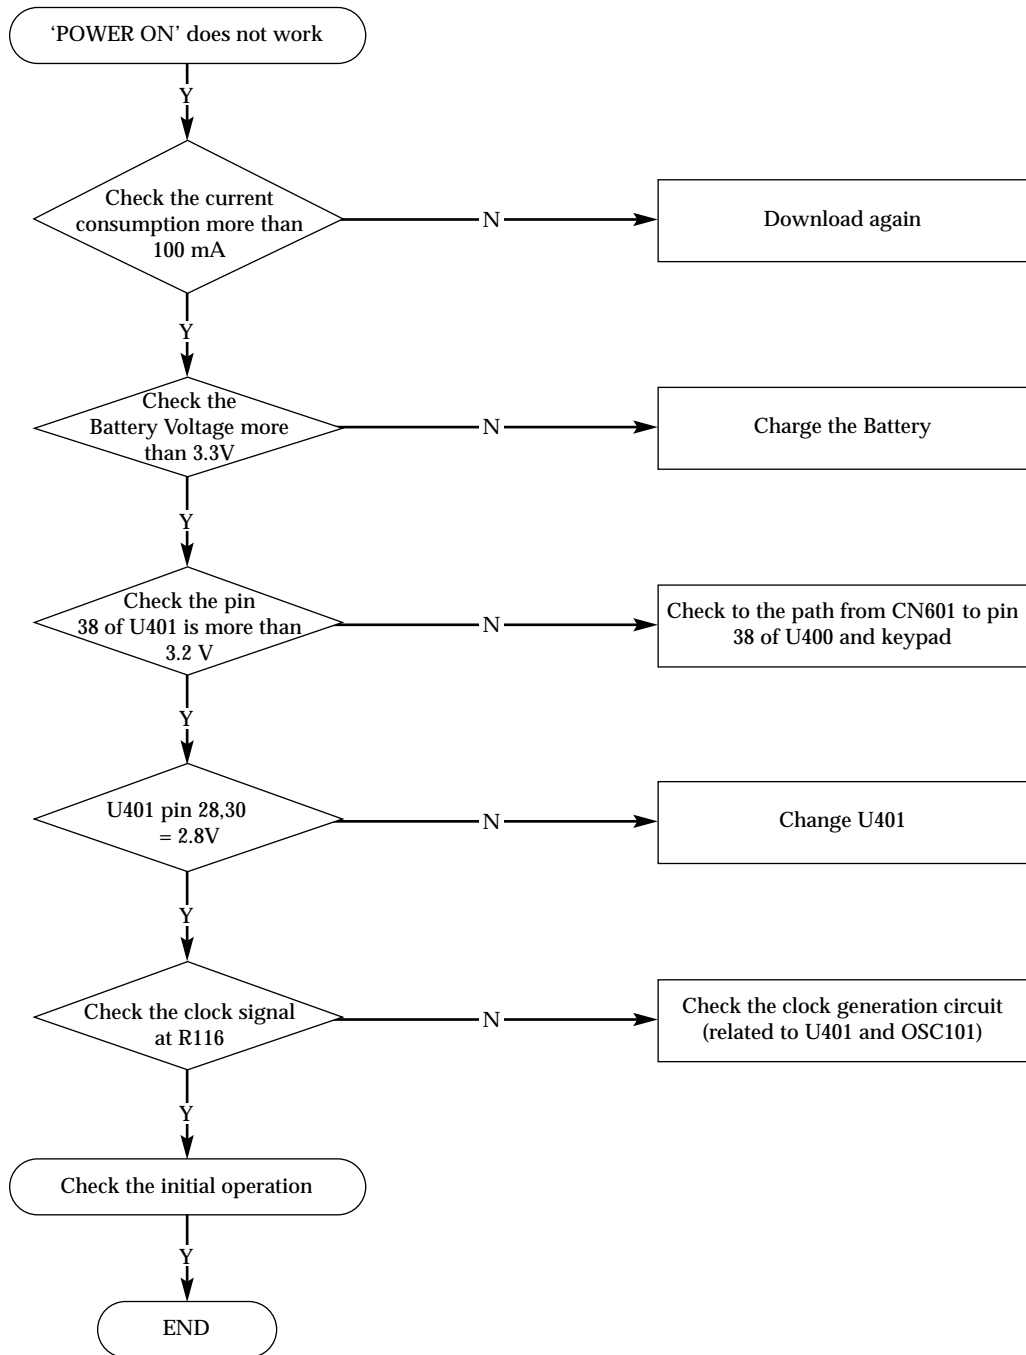 ‘POWER ON’ does not work
Y
Check the current
consumption more than
100 mA
N
Download again
Y
Check the
Battery Voltage more
than 3.3V
N
Charge the Battery
Y
Check the pin
38 of U401 is more than
3.2 V
N
Check to the path from CN601 to pin
38 of U400 and keypad
Y
U401 pin 28,30
= 2.8V
N
Change U401
Y
Check the clock signal
at R116
N
Check the clock generation circuit
(related to U401 and OSC101)
Y
Check the initial operation
Y
END